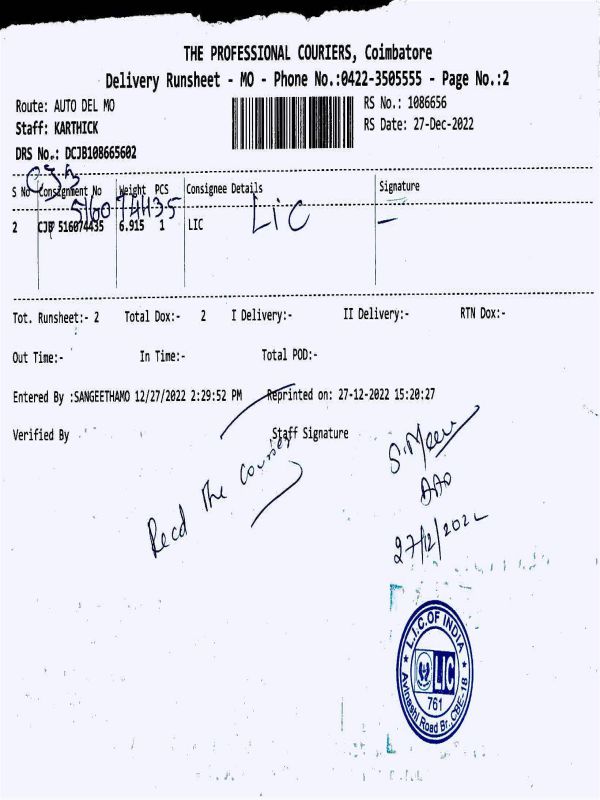 THE PROFESSIONAL COURIERS, Coimbatore
Delivery Runsheet - MO - Phone No.:0422-3505555 - Page No.:2
Route: AUTO DEL MO
RS No.: 1086656
Staff: KARTHICK
RS Date: 27-Dec-2022
DRS No.: DCJB108665602
S No Consignment No Weight PCS Consignee Details Signature
516074435 LIC
2 CJB 516074435 6.915 1 LIC
Tot. Runsheet:- 2 Total Dox:- 2 I Delivery:- II Delivery:- RTN Dox:-
Out Time:- In Time:- Total POD:-
Entered By :SANGEETHAMO 12/27/2022 2:29:52 PM Reprinted on: 27-12-2022 15:20:27
Verified By Staff Signature
Recd The Courier
AAO
27/12/2022
L.I.C. OF INDIA
LIC
761
Avinashi Road Br., CBE-18